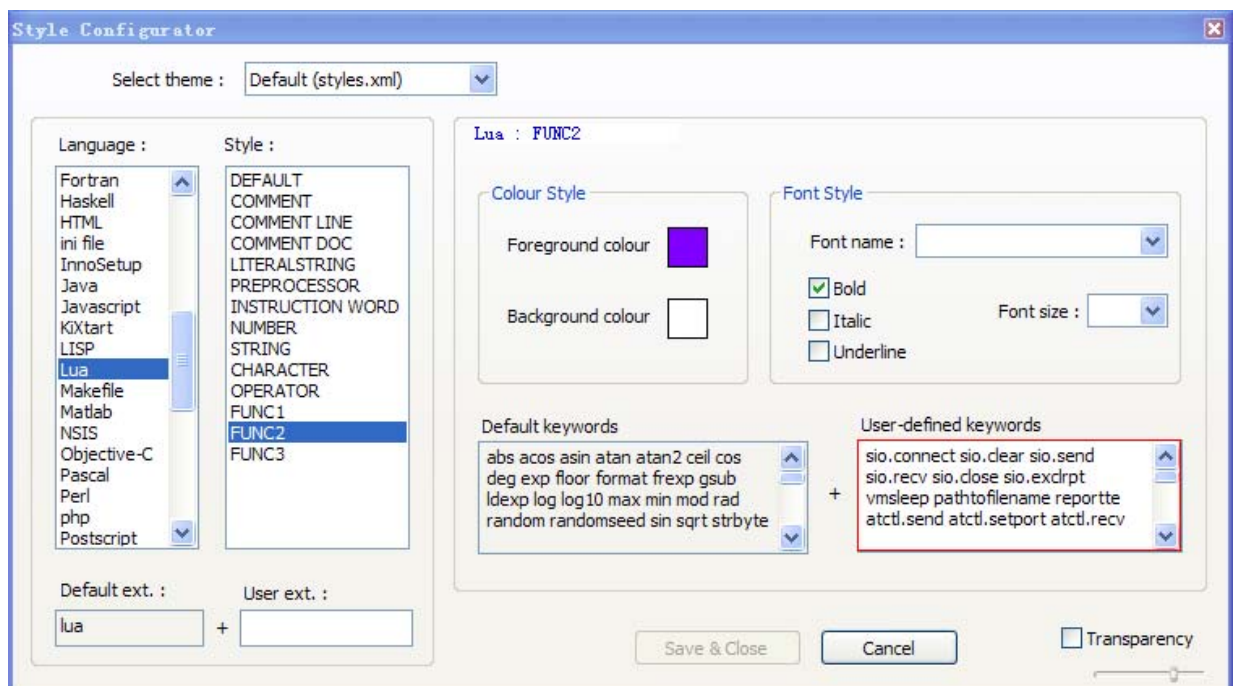 Style Configurator
Select theme :
Default (styles.xml)
Language :
Fortran
Haskell
HTML
ini file
InnoSetup
Java
Javascript
KiXtart
LISP
Lua
Makefile
Matlab
NSIS
Objective-C
Pascal
Perl
php
Postscript
Style :
DEFAULT
COMMENT
COMMENT LINE
COMMENT DOC
LITERALSTRING
PREPROCESSOR
INSTRUCTION WORD
NUMBER
STRING
CHARACTER
OPERATOR
FUNC1
FUNC2
FUNC3
Default ext. :
lua
+
User ext. :
Lua : FUNC2
Colour Style
Foreground colour
Background colour
Font Style
Font name :
Bold
Italic
Underline
Font size :
Default keywords
abs acos asin atan atan2 ceil cos
deg exp floor format frexp gsub
ldexp log log10 max min mod rad
random randomseed sin sqrt strbyte
+
User-defined keywords
sio.connect sio.clear sio.send
sio.recv sio.close sio.exclrpt
vmsleep pathtofilename reportte
atctl.send atctl.setport atctl.recv
Save & Close
Cancel
Transparency